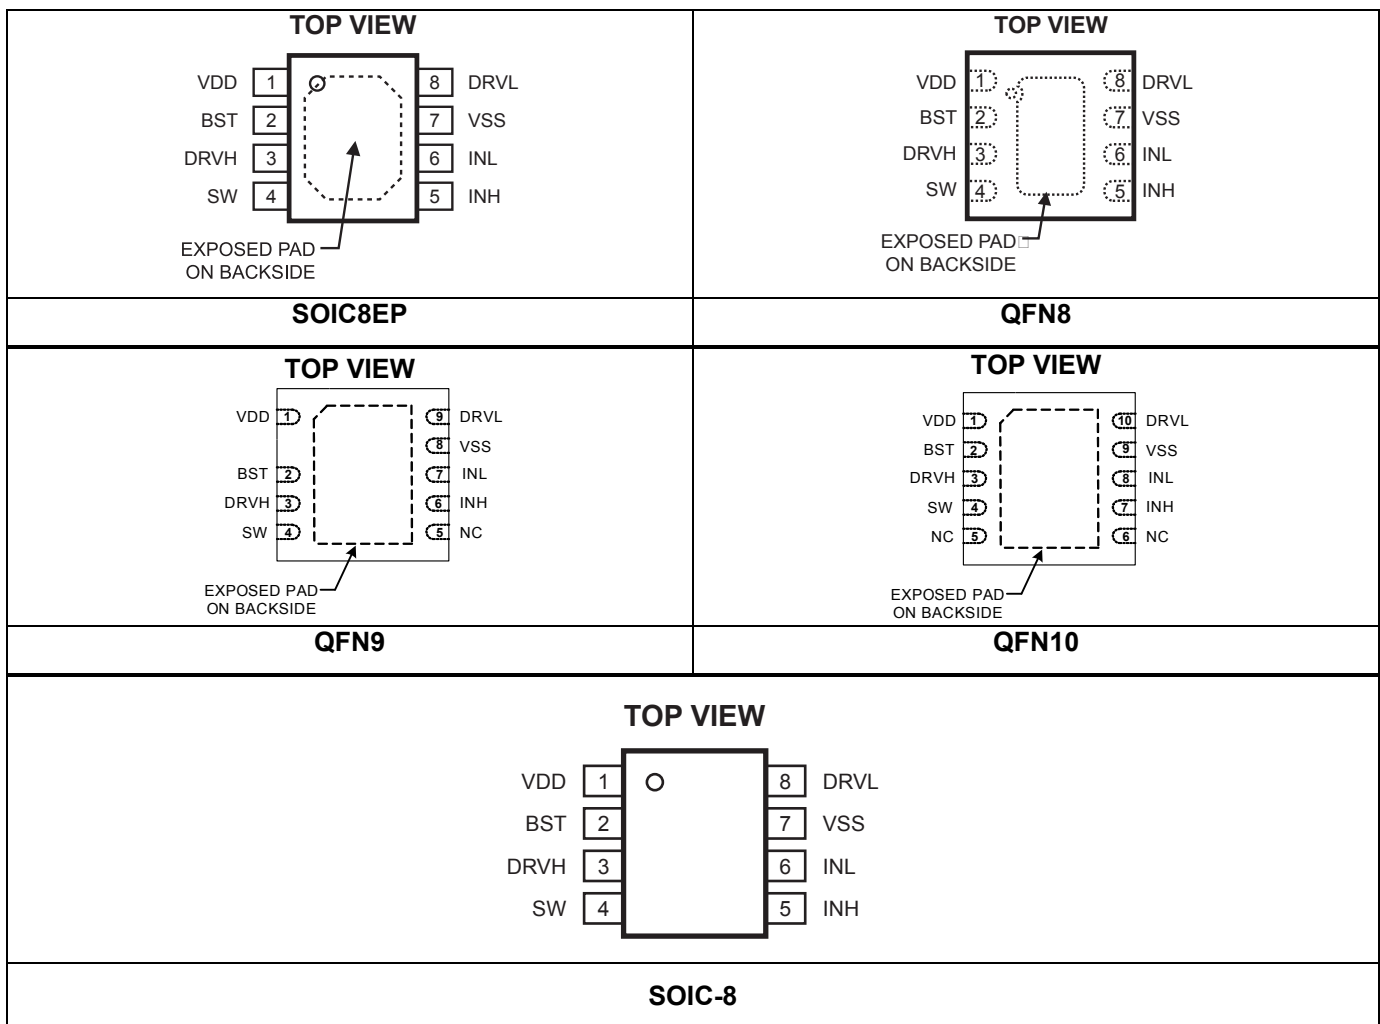 TOP VIEW
VDD 1 8 DRVL
BST 2 7 VSS
DRVH 3 6 INL
SW 4 5 INH
EXPOSED PAD
ON BACKSIDE
SOIC8EP
TOP VIEW
VDD 1 8 DRVL
BST 2 7 VSS
DRVH 3 6 INL
SW 4 5 INH
EXPOSED PAD□
ON BACKSIDE
QFN8
TOP VIEW
VDD 1 9 DRVL
8 VSS
BST 2 7 INL
DRVH 3 6 INH
SW 4 5 NC
EXPOSED PAD
ON BACKSIDE
QFN9
TOP VIEW
VDD 1 10 DRVL
BST 2 9 VSS
DRVH 3 8 INL
SW 4 7 INH
NC 5 6 NC
EXPOSED PAD
ON BACKSIDE
QFN10
TOP VIEW
VDD 1 8 DRVL
BST 2 7 VSS
DRVH 3 6 INL
SW 4 5 INH
SOIC-8